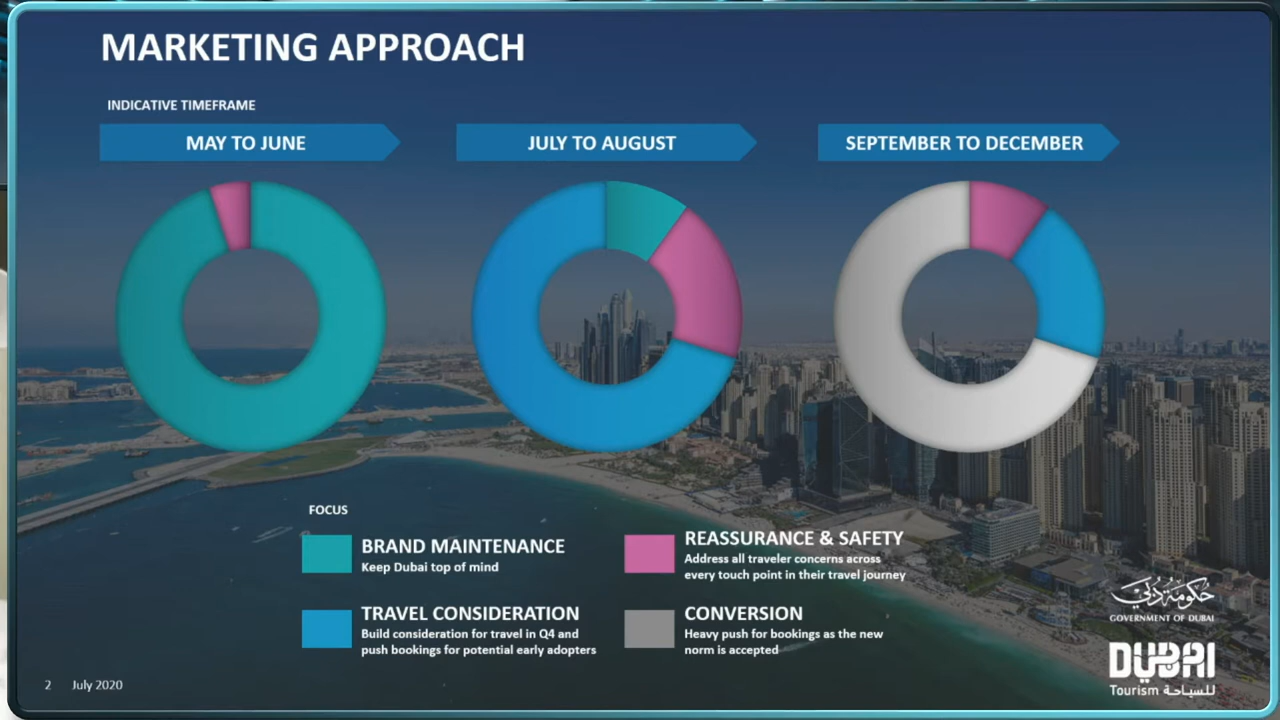 MARKETING APPROACH
INDICATIVE TIMEFRAME
MAY TO JUNE
JULY TO AUGUST
SEPTEMBER TO DECEMBER
FOCUS
BRAND MAINTENANCE
Keep Dubai top of mind
REASSURANCE & SAFETY
Address all traveler concerns across
every touch point in their travel journey
TRAVEL CONSIDERATION
Build consideration for travel in Q4 and
push bookings for potential early adopters
CONVERSION
Heavy push for bookings as the new
norm is accepted
حكومة دبي
GOVERNMENT OF DUBAI
DUBAI
Tourism للسياحة
2 July 2020